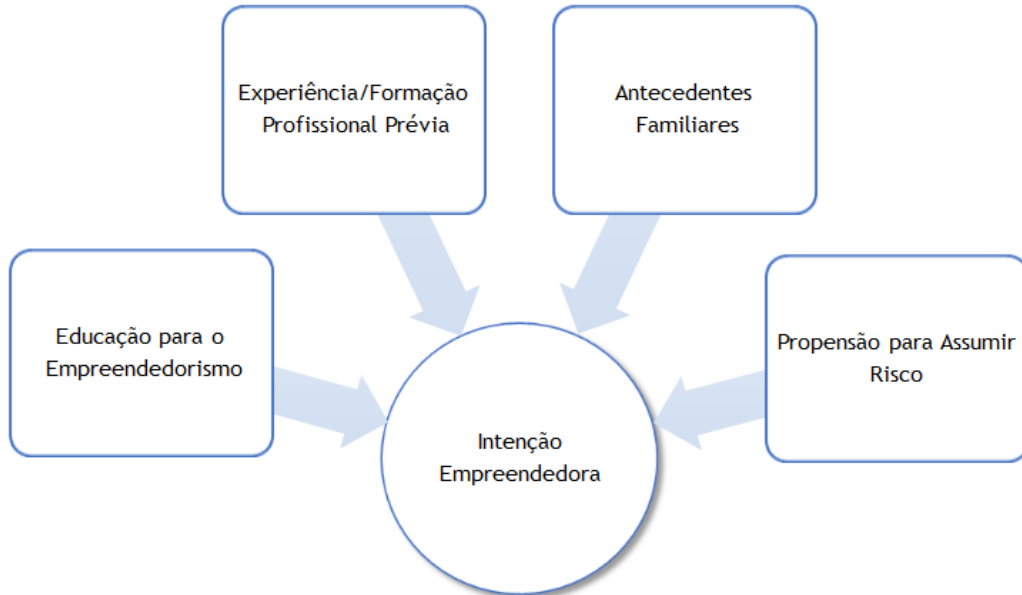 Experiência/Formação
Profissional Prévia
Antecedentes
Familiares
Educação para o
Empreendedorismo
Propensão para Assumir
Risco
Intenção
Empreendedora